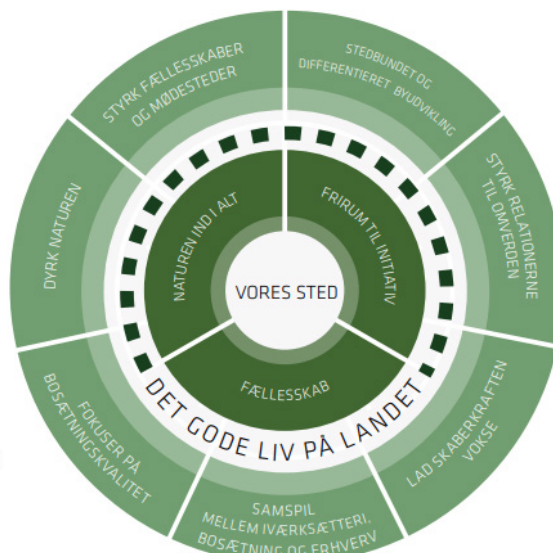 STYRK FÆLLESSKABER
OG MØDESTEDER
STEDBUNDET OG
DIFFERENTIERET BYUDVIKLING
STYRK RELATIONERNE
TIL OMVERDEN
LAD SKABERKRAFTEN
VOKSE
SAMSPIL
MELLEM IVÆRKSÆTTERI,
BOSÆTNING OG ERHVERV
FOKUSER PÅ
BOSÆTNINGSKVALITET
DYRK NATUREN
NATUREN IND I ALT
FRIRUM TIL INITIATIV
FÆLLESSKAB
VORES STED
DET GODE LIV PÅ LANDET